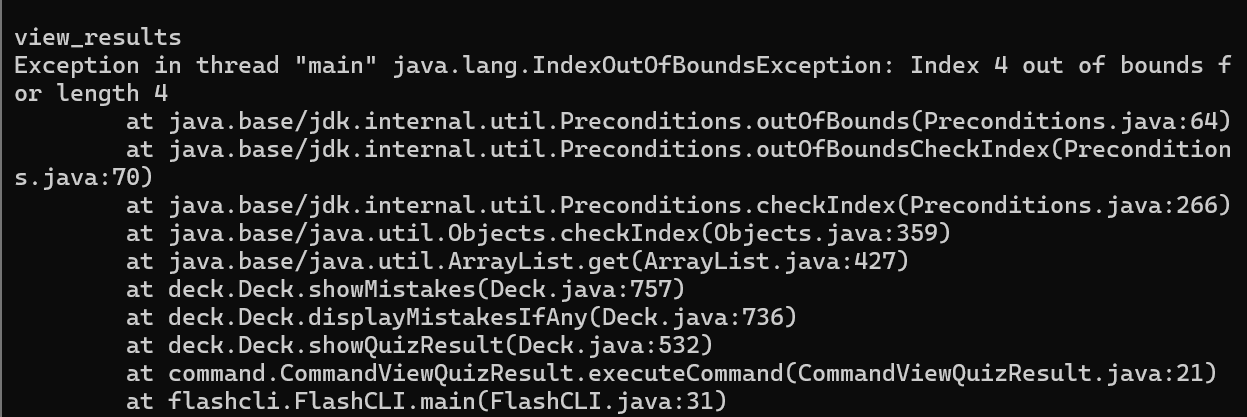 view_results
Exception in thread "main" java.lang.IndexOutOfBoundsException: Index 4 out of bounds f
or length 4
        at java.base/jdk.internal.util.Preconditions.outOfBounds(Preconditions.java:64)
        at java.base/jdk.internal.util.Preconditions.outOfBoundsCheckIndex(Precondition
s.java:70)
        at java.base/jdk.internal.util.Preconditions.checkIndex(Preconditions.java:266)
        at java.base/java.util.Objects.checkIndex(Objects.java:359)
        at java.base/java.util.ArrayList.get(ArrayList.java:427)
        at deck.Deck.showMistakes(Deck.java:757)
        at deck.Deck.displayMistakesIfAny(Deck.java:736)
        at deck.Deck.showQuizResult(Deck.java:532)
        at command.CommandViewQuizResult.executeCommand(CommandViewQuizResult.java:21)
        at flashcli.FlashCLI.main(FlashCLI.java:31)